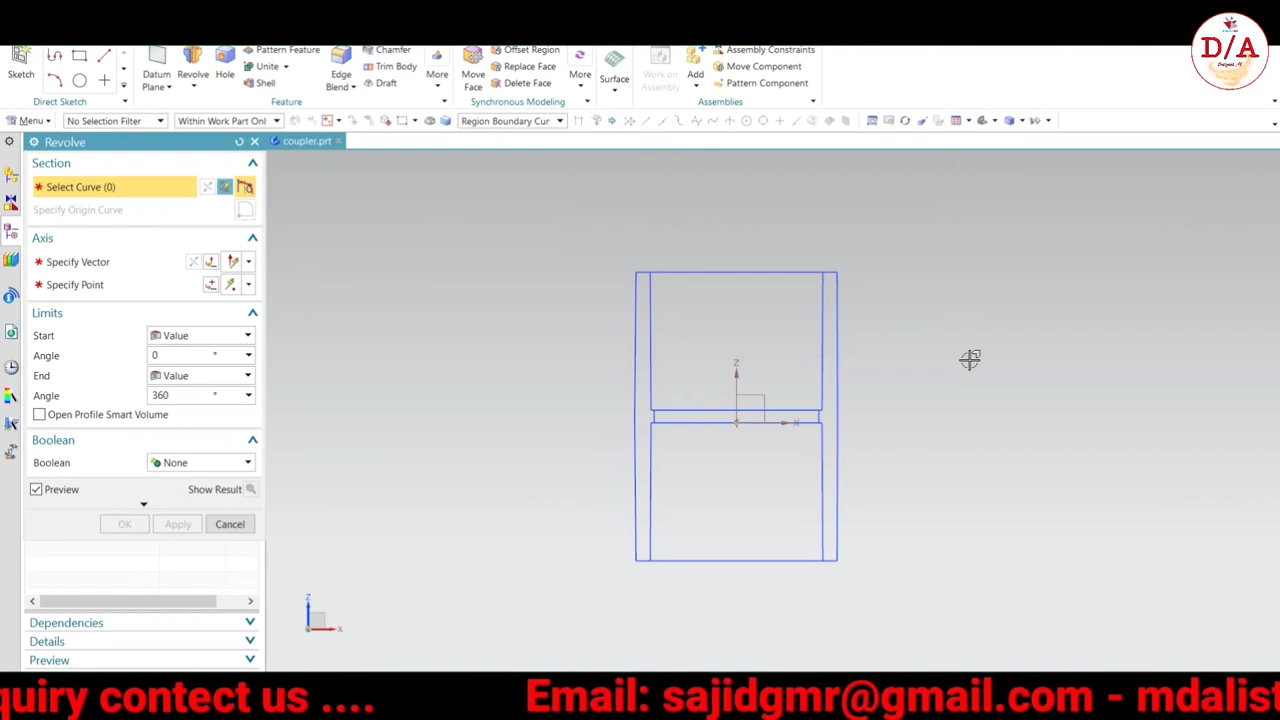 D/A
Pattern Feature
Chamfer
Offset Region
Assembly Constraints
Unite
Trim Body
Replace Face
Move Component
Sketch
Datum Plane
Revolve
Hole
Shell
Edge Blend
Draft
More
Move Face
Delete Face
More
Surface
Work on Assembly
Add
Pattern Component
Direct Sketch
Feature
Synchronous Modeling
Assemblies
Menu
No Selection Filter
Within Work Part Onl
Region Boundary Cur
Revolve
coupler.prt
Section
* Select Curve (0)
Specify Origin Curve
Axis
* Specify Vector
* Specify Point
Limits
Start
Value
Angle
0 °
End
Value
Angle
360 °
Open Profile Smart Volume
Boolean
Boolean
None
Preview
Show Result
OK
Apply
Cancel
Dependencies
Details
Preview
Z
X
Z
X
quiry contect us .... Email: sajidgmr@gmail.com - mdalist